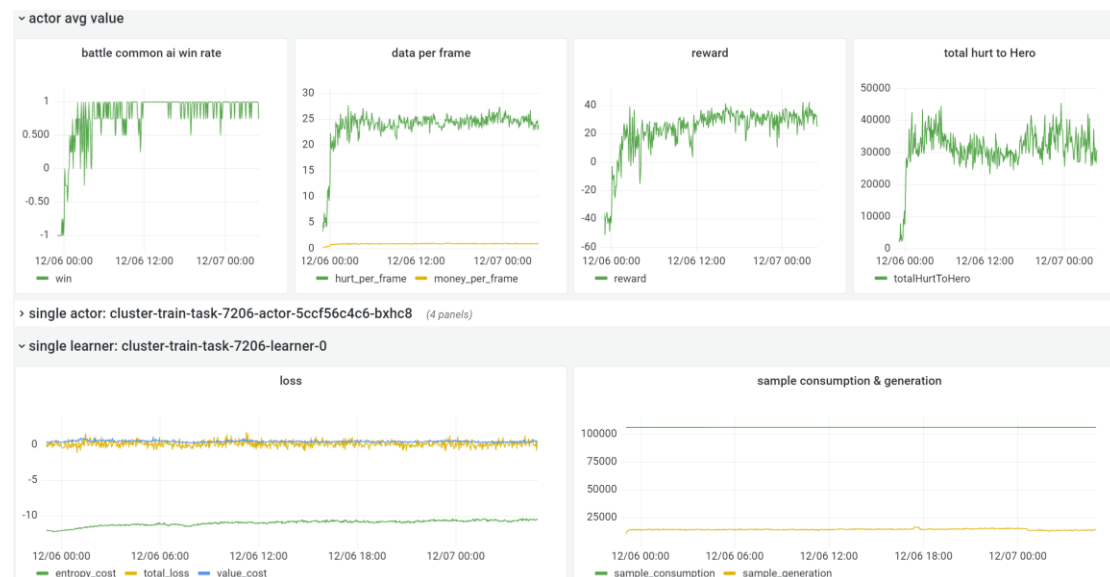 actor avg value
battle common ai win rate
1
0.500
0
-0.50
-1
12/06 00:00 12/06 12:00 12/07 00:00
win
data per frame
30
25
20
15
10
5
0
12/06 00:00 12/06 12:00 12/07 00:00
hurt_per_frame money_per_frame
reward
40
20
0
-20
-40
-60
12/06 00:00 12/06 12:00 12/07 00:00
reward
total hurt to Hero
50000
40000
30000
20000
10000
0
12/06 00:00 12/06 12:00 12/07 00:00
totalHurtToHero
single actor: cluster-train-task-7206-actor-5ccf56c4c6-bxhc8 (4 panels)
single learner: cluster-train-task-7206-learner-0
loss
0
-5
-10
12/06 00:00 12/06 06:00 12/06 12:00 12/06 18:00 12/07 00:00
entropy_cost total_loss value_cost
sample consumption & generation
100000
75000
50000
25000
12/06 00:00 12/06 06:00 12/06 12:00 12/06 18:00 12/07 00:00
sample_consumption sample_generation